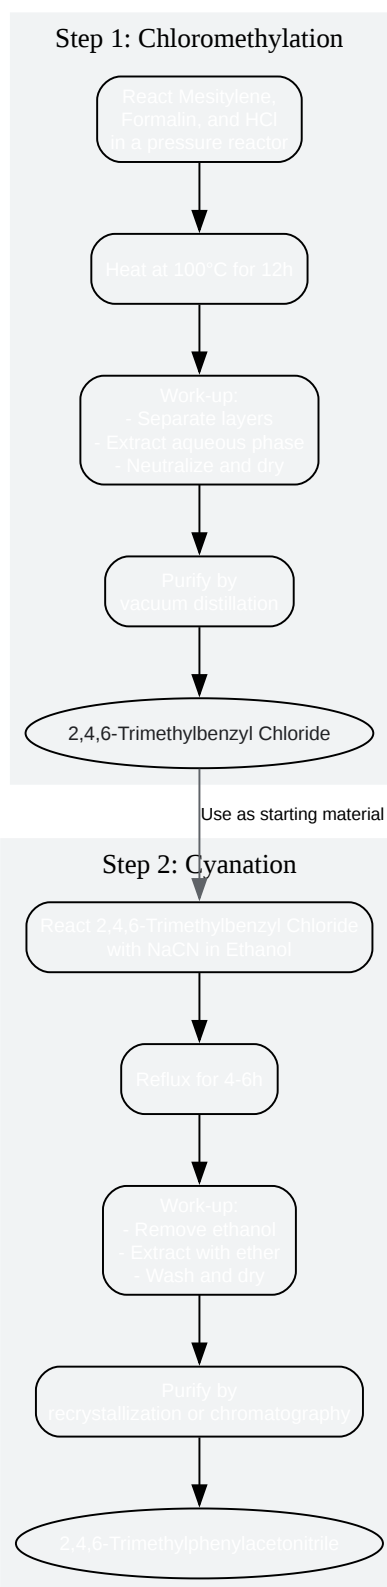 Step 1: Chloromethylation
React Mesitylene,
Formalin, and HCl
in a pressure reactor
Heat at 100°C for 12h
Work-up:
- Separate layers
- Extract aqueous phase
- Neutralize and dry
Purify by
vacuum distillation
2,4,6-Trimethylbenzyl Chloride
Use as starting material
Step 2: Cyanation
React 2,4,6-Trimethylbenzyl Chloride
with NaCN in Ethanol
Reflux for 4-6h
Work-up:
- Remove ethanol
- Extract with ether
- Wash and dry
Purify by
recrystallization or chromatography
2,4,6-Trimethylphenylacetonitrile